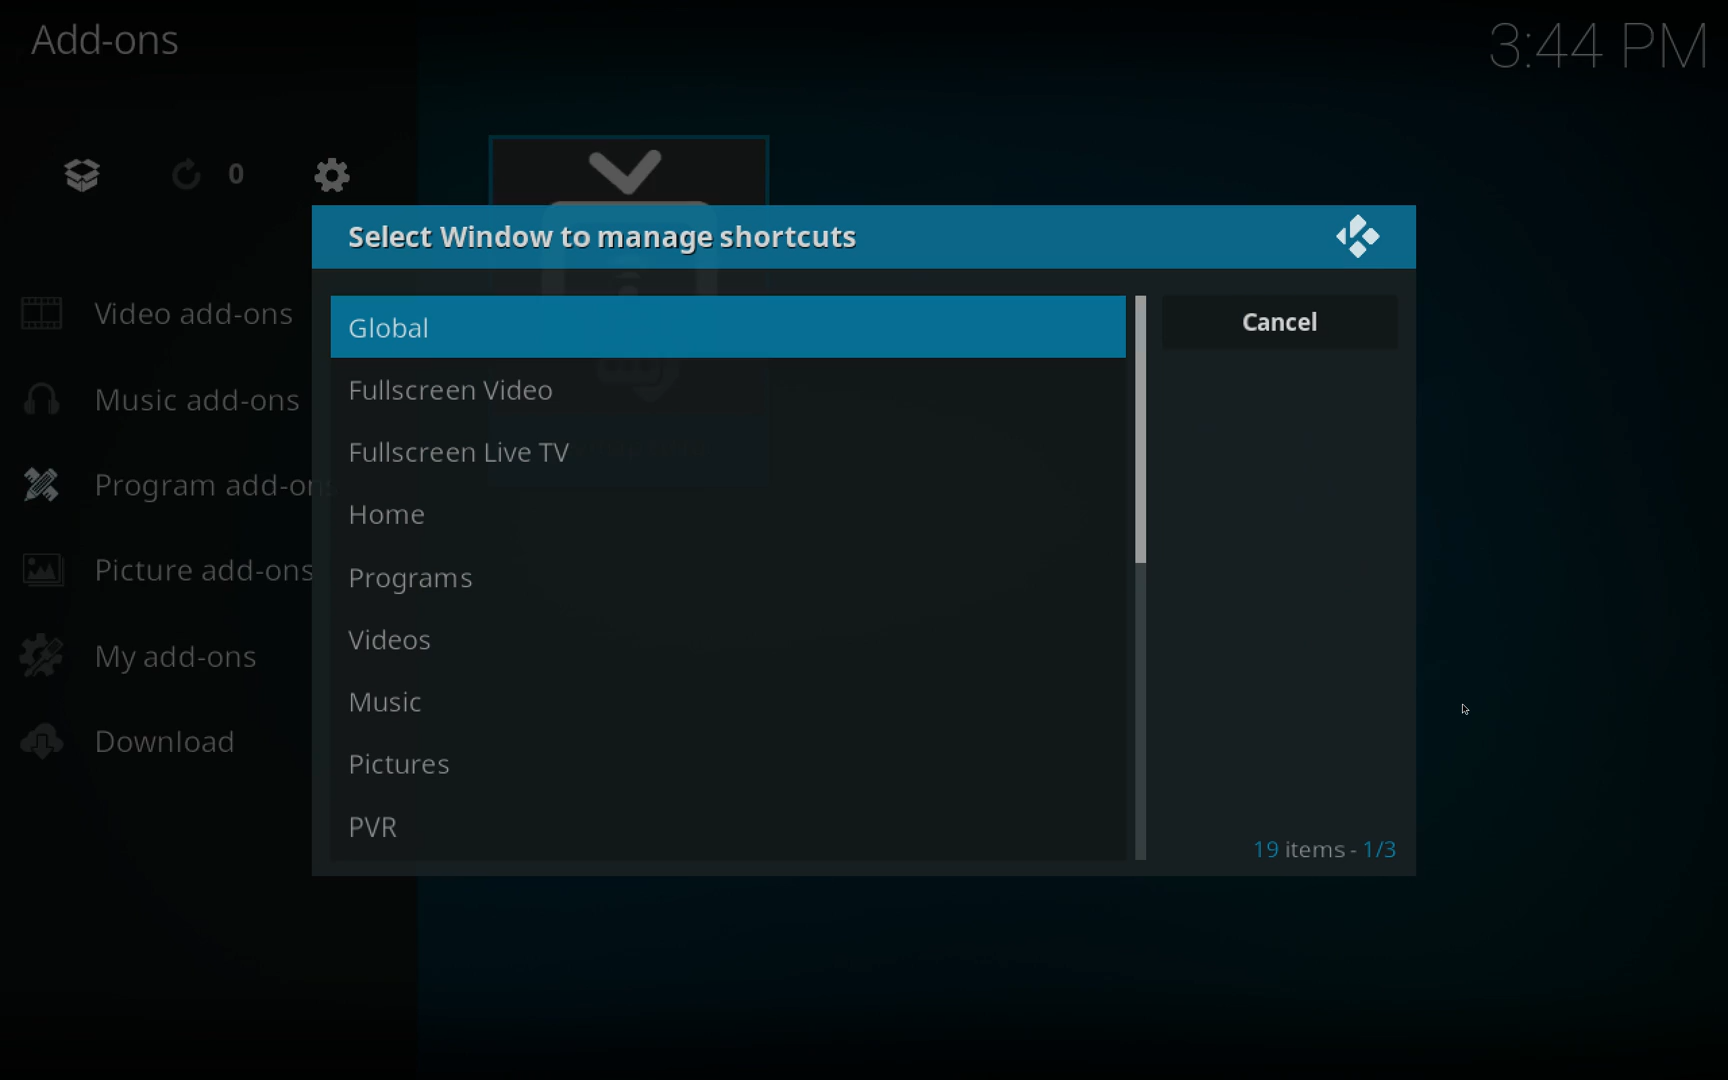 Add-ons
3:44 PM
0
Select Window to manage shortcuts
Global
Cancel
Fullscreen Video
Fullscreen Live TV
Home
Programs
Videos
Music
Pictures
PVR
19 items - 1/3
Video add-ons
Music add-ons
Program add-ons
Picture add-ons
My add-ons
Download